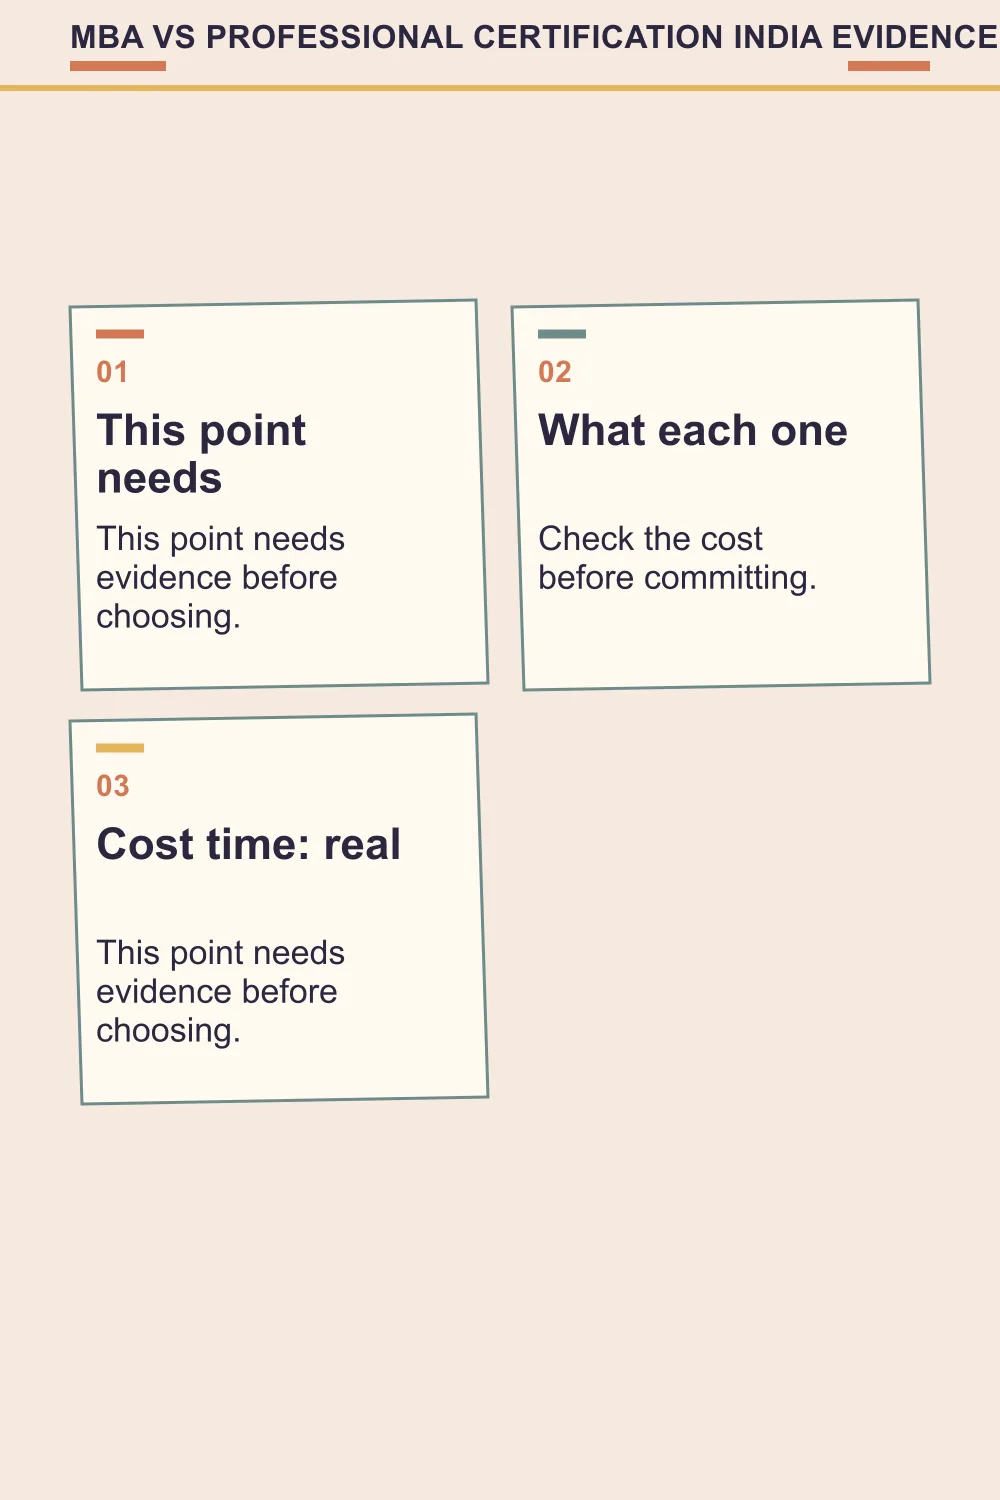 MBA VS PROFESSIONAL CERTIFICATION INDIA EVIDENCE
01
This point
needs
This point needs
evidence before
choosing.
02
What each one
Check the cost
before committing.
03
Cost time: real
This point needs
evidence before
choosing.